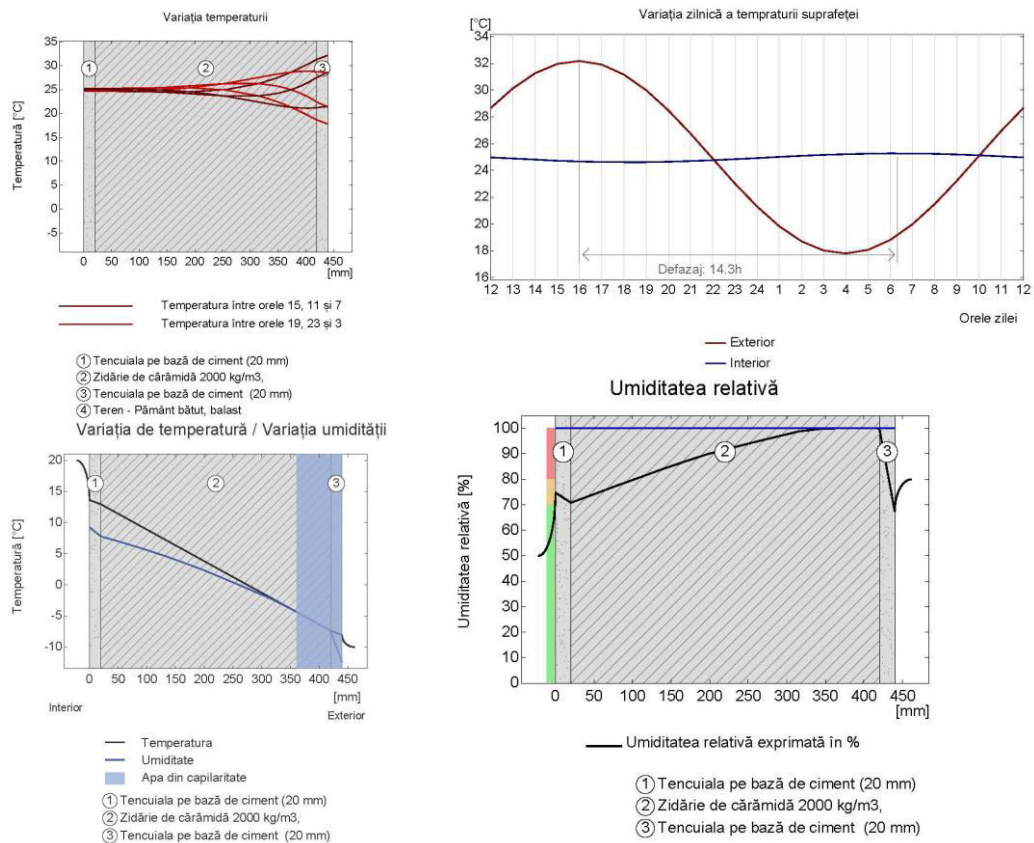 Variația temperaturii
35
30
25
20
15
10
5
0
-5
Temperatură [°C]
1
2
3
0 50 100 150 200 250 300 350 400 450
[mm]
Temperatura între orele 15, 11 și 7
Temperatura între orele 19, 23 și 3
1 Tencuiala pe bază de ciment (20 mm)
2 Zidărie de cărămidă 2000 kg/m3,
3 Tencuiala pe bază de ciment (20 mm)
4 Teren - Pământ bătut, balast
Variația zilnică a tempraturii suprafeței
[°C]
34
32
30
28
26
24
22
20
18
16
Defazaj: 14.3h
12 13 14 15 16 17 18 19 20 21 22 23 24 1 2 3 4 5 6 7 8 9 10 11 12
Orele zilei
Exterior
Interior
Variația de temperatură / Variația umidității
20
15
10
5
0
-5
-10
Temperatură [°C]
1
2
3
0 50 100 150 200 250 300 350 400 450
[mm]
Interior
Exterior
Temperatura
Umiditate
Apa din capilaritate
1 Tencuiala pe bază de ciment (20 mm)
2 Zidărie de cărămidă 2000 kg/m3,
3 Tencuiala pe bază de ciment (20 mm)
Umiditatea relativă
100
90
80
70
60
50
40
30
20
10
0
Umiditatea relativă [%]
1
2
3
0 50 100 150 200 250 300 350 400 450
[mm]
Umiditatea relativă exprimată în %
1 Tencuiala pe bază de ciment (20 mm)
2 Zidărie de cărămidă 2000 kg/m3,
3 Tencuiala pe bază de ciment (20 mm)